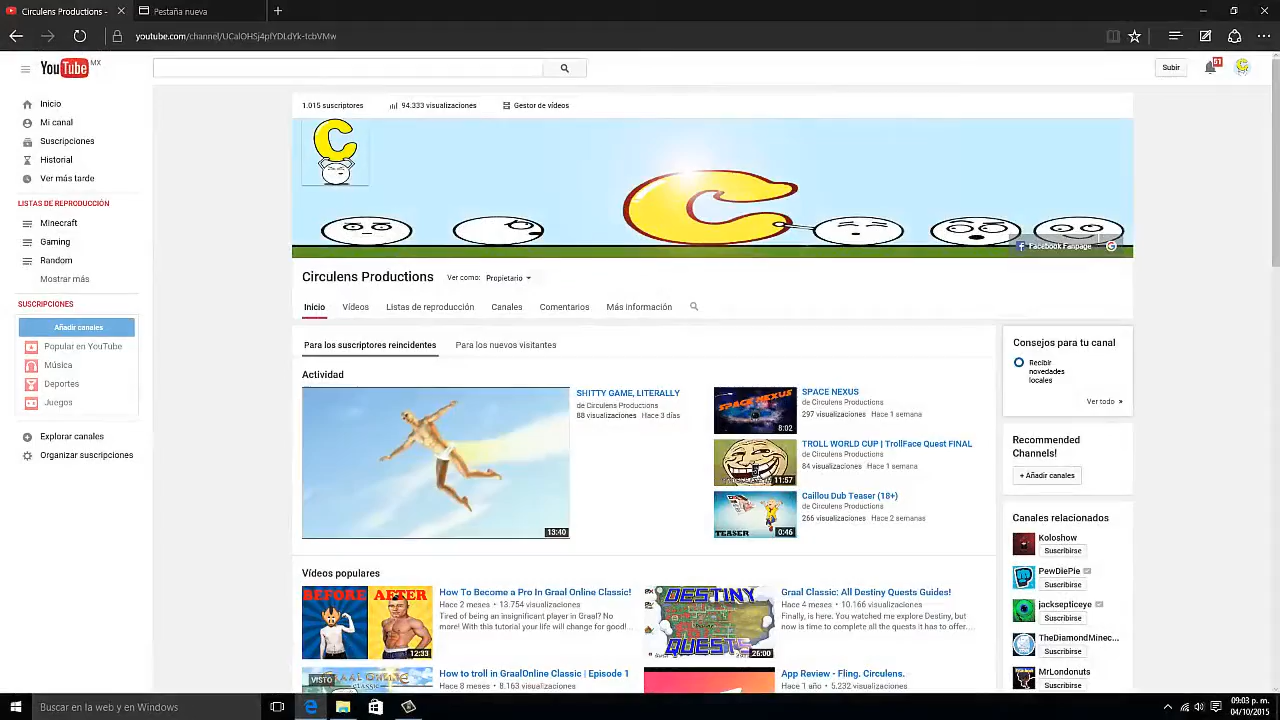 Circulens Productions -
Pestaña nueva
youtube.com/channel/UCalOHSj4pfYDLdYk-tcbVMw
YouTube MX
Subir
51
Inicio
Mi canal
Suscripciones
Historial
Ver más tarde
LISTAS DE REPRODUCCIÓN
Minecraft
Gaming
Random
Mostrar más
SUSCRIPCIONES
Añadir canales
Popular en YouTube
Música
Deportes
Juegos
Explorar canales
Organizar suscripciones
1.015 suscriptores
94.333 visualizaciones
Gestor de vídeos
Facebook Fanpage
Circulens Productions
Ver como: Propietario
Inicio
Vídeos
Listas de reproducción
Canales
Comentarios
Más información
Para los suscriptores reincidentes
Para los nuevos visitantes
Actividad
13:40
SHITTY GAME, LITERALLY
de Circulens Productions
88 visualizaciones Hace 3 días
SPACE NEXUS
8:02
SPACE NEXUS
de Circulens Productions
297 visualizaciones Hace 1 semana
11:57
TROLL WORLD CUP | TrollFace Quest FINAL
de Circulens Productions
84 visualizaciones Hace 1 semana
TEASER
0:46
Caillou Dub Teaser (18+)
de Circulens Productions
266 visualizaciones Hace 2 semanas
Vídeos populares
BEFORE AFTER
12:33
How To Become a Pro In Graal Online Classic!
Hace 2 meses • 13.754 visualizaciones
Tired of being an insignificant player in Graal? No
more! With this tutorial your life will change for good!...
DESTINY
QUESTS
26:00
Graal Classic: All Destiny Quests Guides!
Hace 4 meses • 10.166 visualizaciones
Finally, is here. You watched me explore Destiny, but
now is time to complete all the quests it has to offer...
VISTO
How to troll in GraalOnline Classic | Episode 1
Hace 8 meses • 8.163 visualizaciones
App Review - Fling. Circulens.
Hace 1 año • 5.232 visualizaciones
Consejos para tu canal
Recibir
novedades
locales
Ver todo »
Recommended
Channels!
+ Añadir canales
Canales relacionados
Koloshow
Suscribirse
PewDiePie
Suscribirse
jacksepticeye
Suscribirse
TheDiamondMinec...
Suscribirse
MrLondonuts
Suscribirse
Buscar en la web y en Windows
09:03 p. m.
04/10/2015